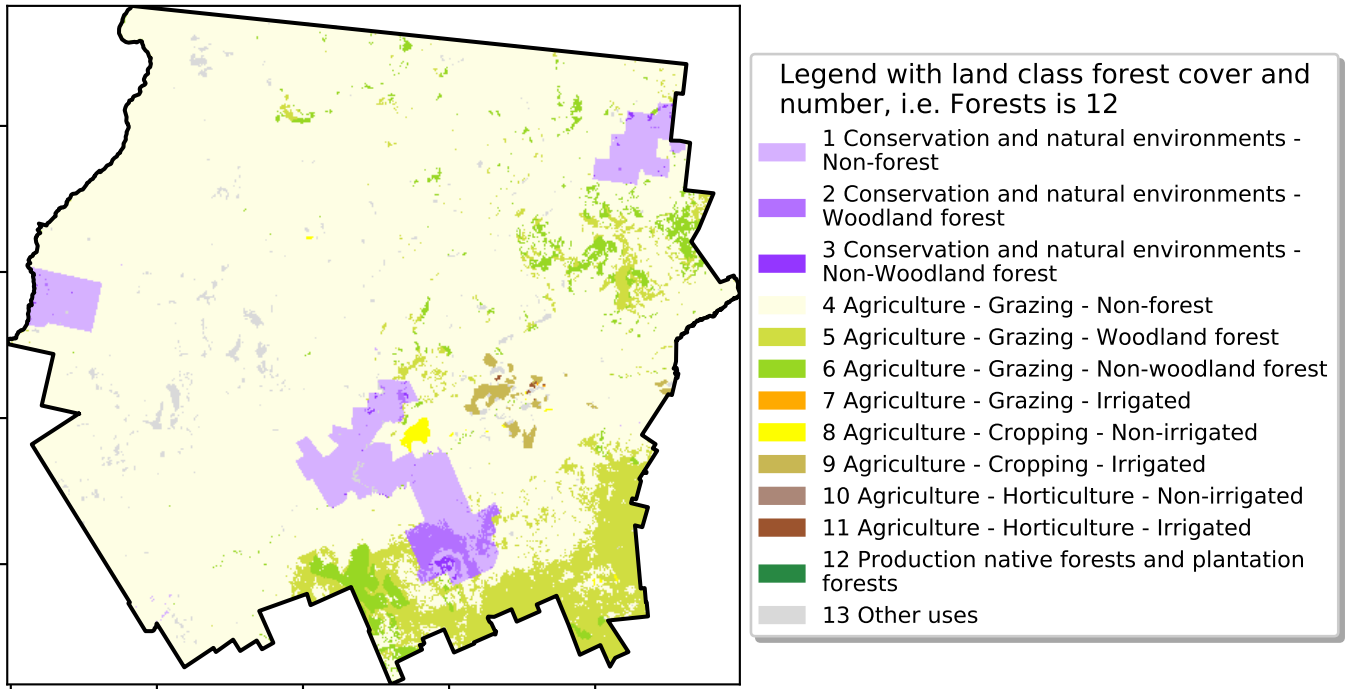 Legend with land class forest cover and
number, i.e. Forests is 12
1 Conservation and natural environments -
Non-forest
2 Conservation and natural environments -
Woodland forest
3 Conservation and natural environments -
Non-Woodland forest
4 Agriculture - Grazing - Non-forest
5 Agriculture - Grazing - Woodland forest
6 Agriculture - Grazing - Non-woodland forest
7 Agriculture - Grazing - Irrigated
8 Agriculture - Cropping - Non-irrigated
9 Agriculture - Cropping - Irrigated
10 Agriculture - Horticulture - Non-irrigated
11 Agriculture - Horticulture - Irrigated
12 Production native forests and plantation
forests
13 Other uses